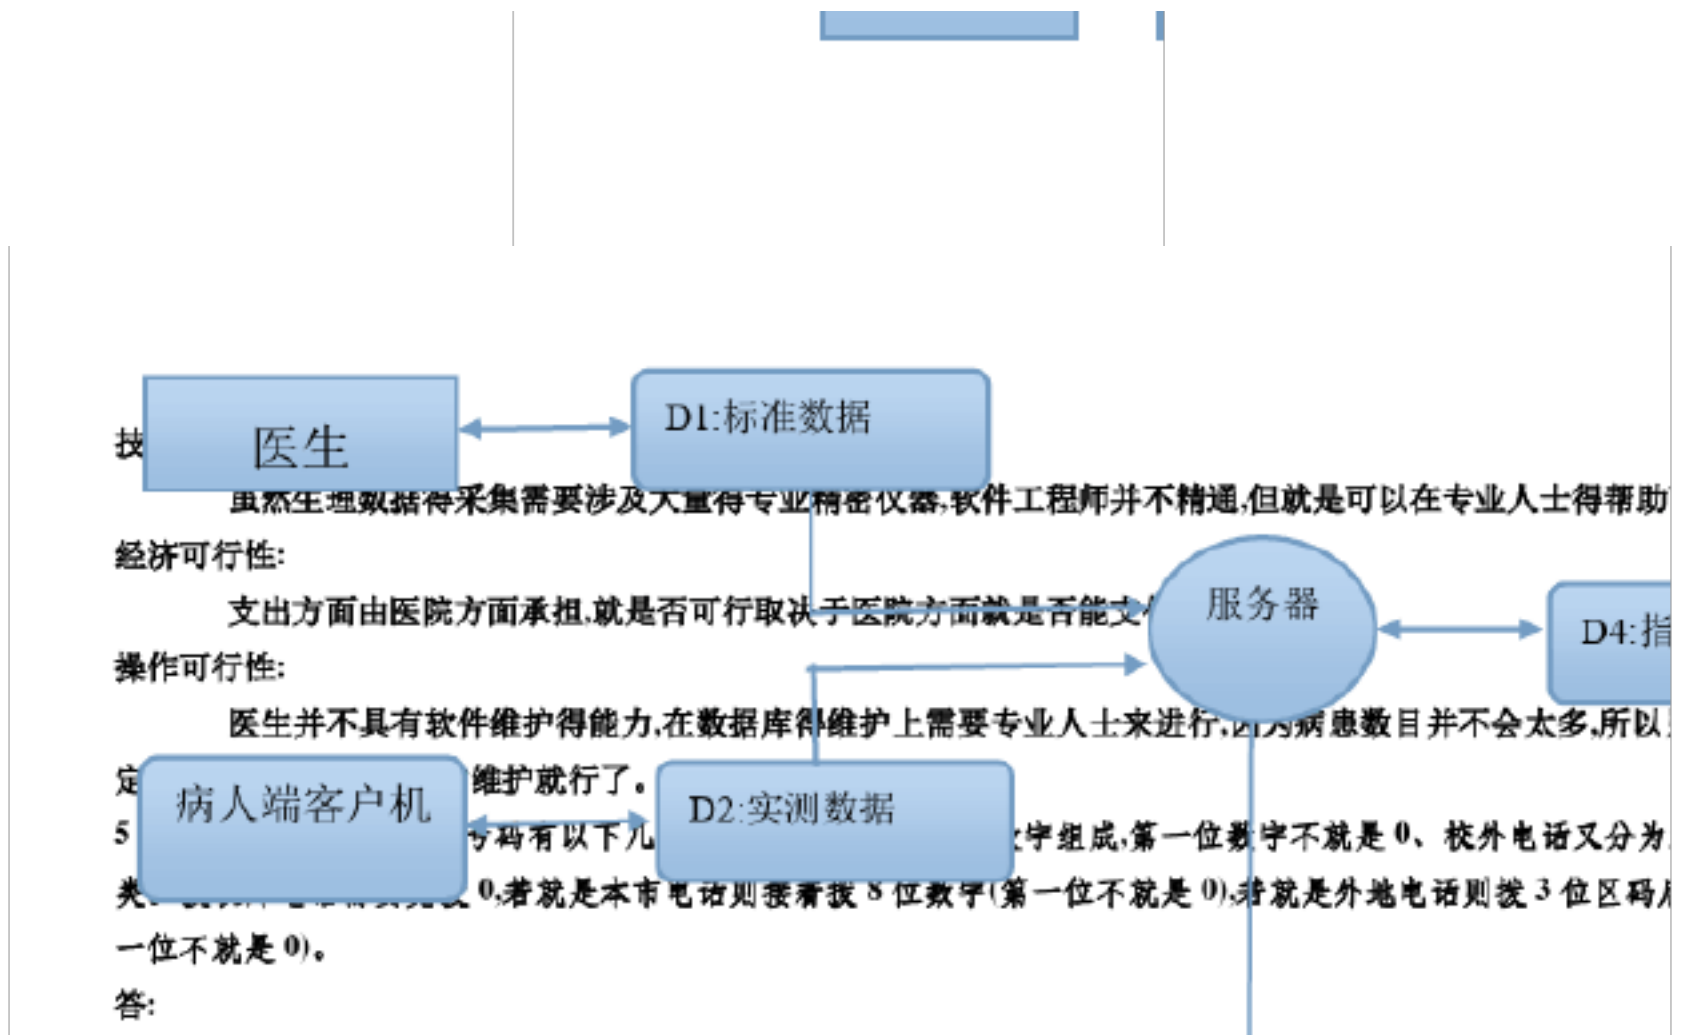 医生
D1:标准数据
技
虽然生理数据得采集需要涉及大量得专业精密仪器,软件工程师并不精通,但就是可以在专业人士得帮助
经济可行性:
支出方面由医院方面承担,就是否可行取决于医院方面就是否能支
服务器
D4:指
操作可行性:
医生并不具有软件维护得能力,在数据库得维护上需要专业人士来进行,因为病患数目并不会太多,所以
定
维护就行了。
病人端客户机
D2:实测数据
5
号码有以下几
字组成,第一位数字不就是 0、校外电话又分为
类
0,若就是本市电话则接着拨 8 位数字(第一位不就是 0),若就是外地电话则拨 3 位区码
一位不就是 0)。
答: